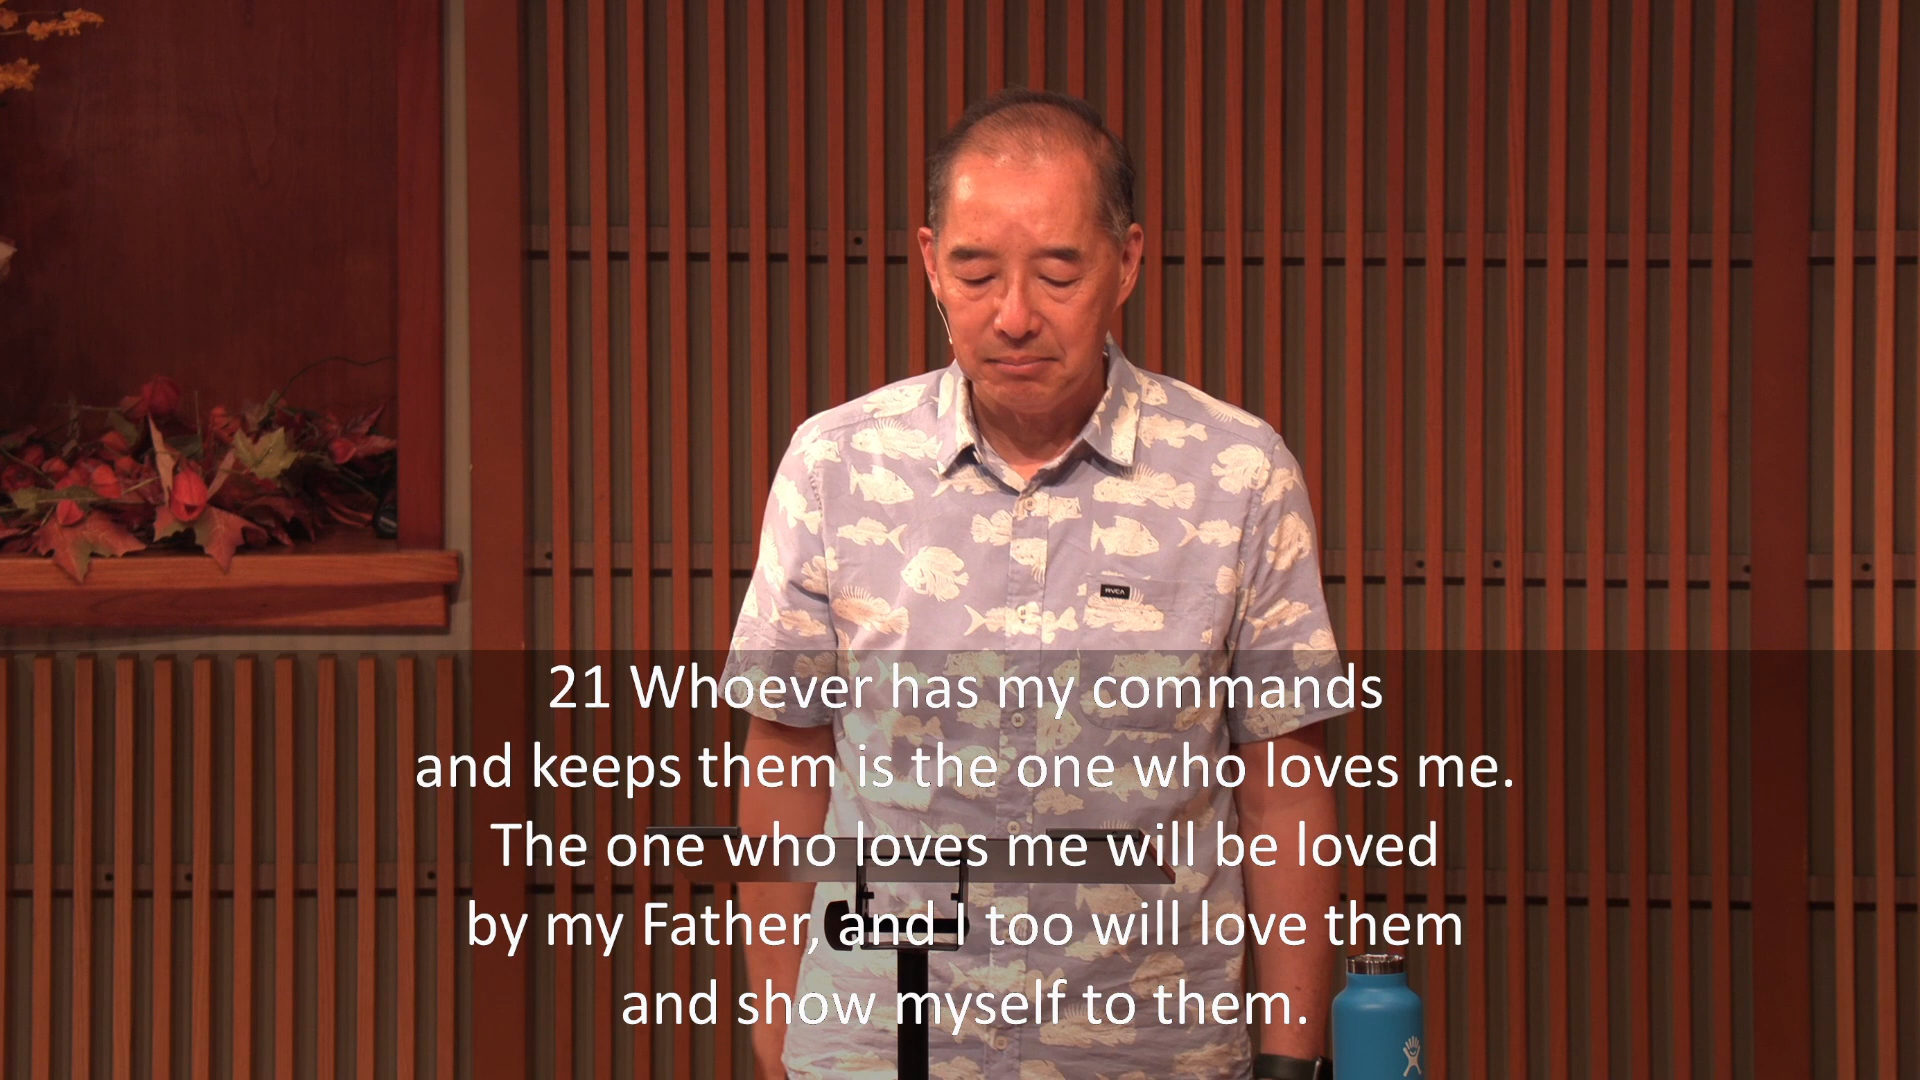 RVCA
21 Whoever has my commands
and keeps them is the one who loves me.
The one who loves me will be loved
by my Father, and I too will love them
and show myself to them.